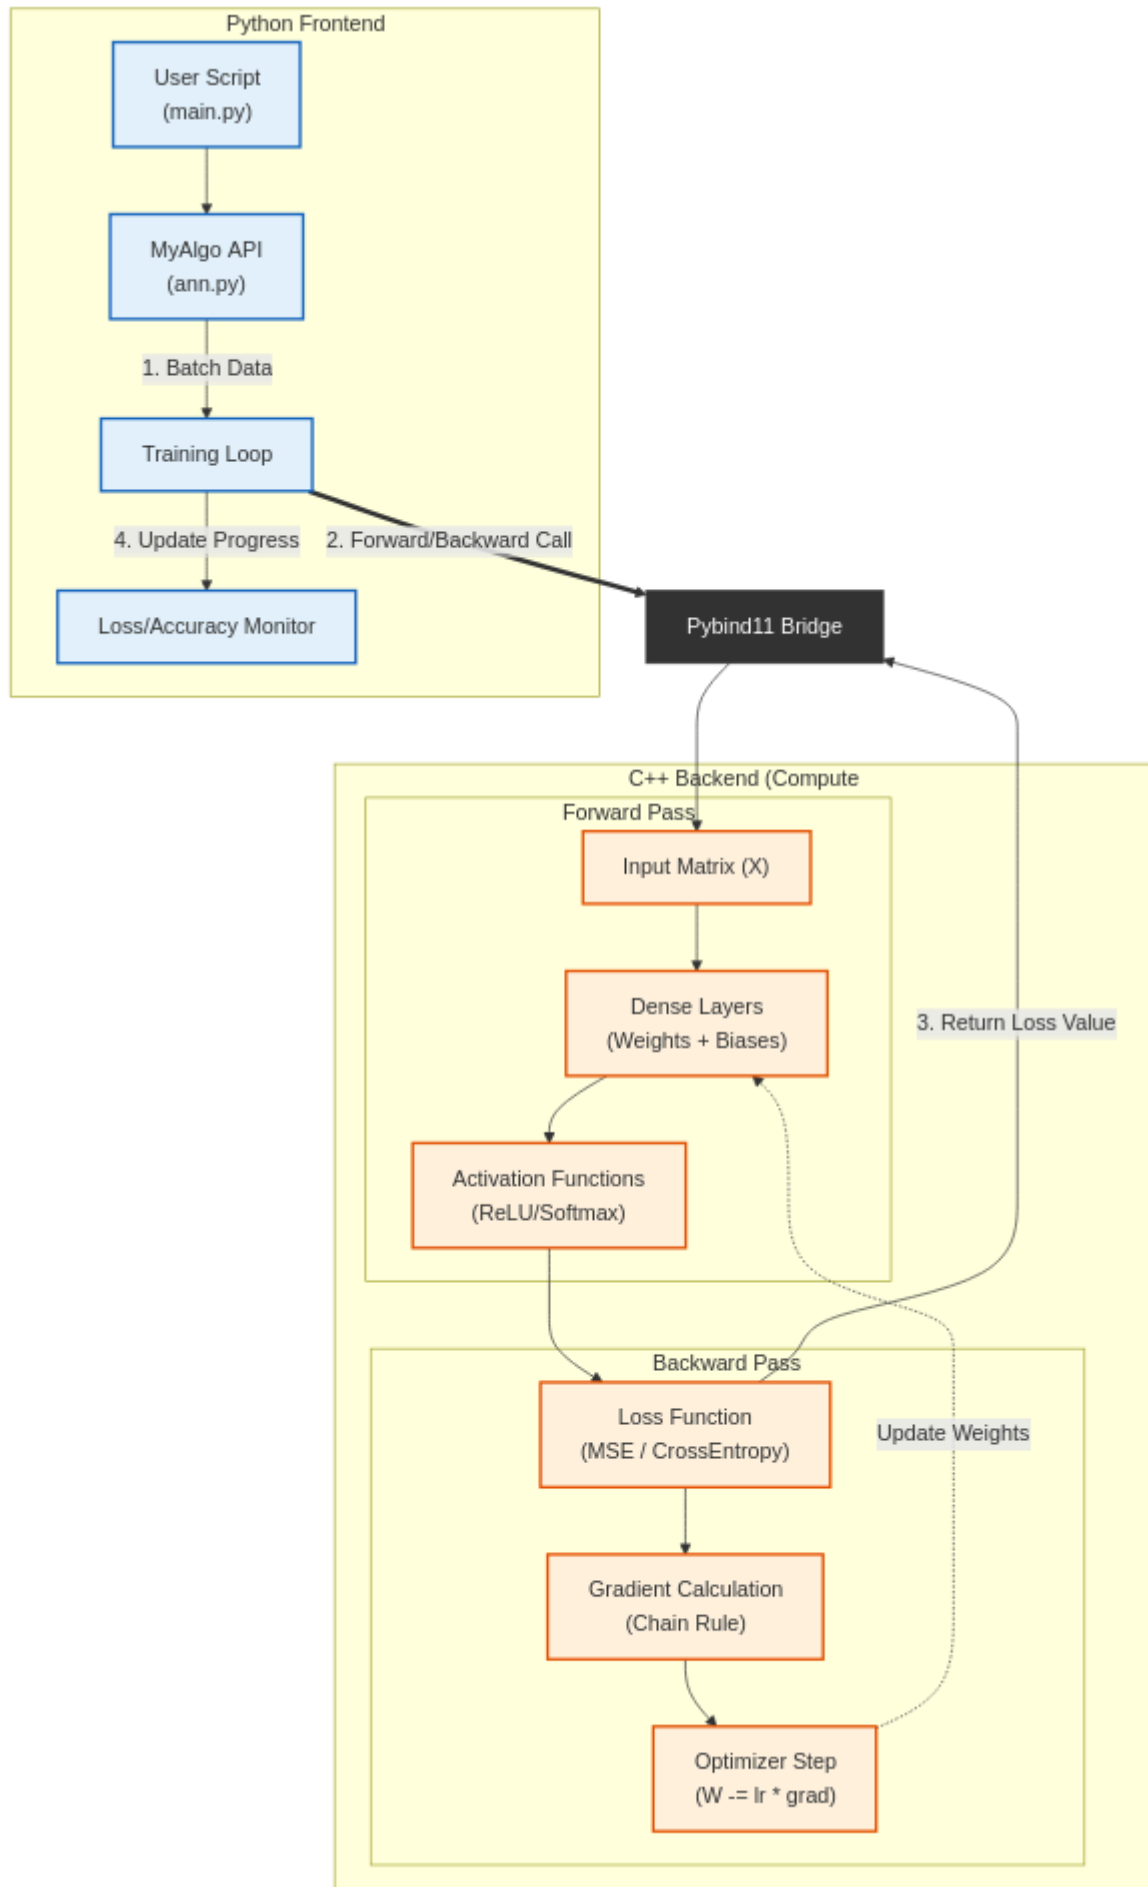 Python Frontend
User Script
(main.py)
MyAlgo API
(ann.py)
1. Batch Data
Training Loop
4. Update Progress
2. Forward/Backward Call
Loss/Accuracy Monitor
Pybind11 Bridge
C++ Backend (Compute
Forward Pass
Input Matrix (X)
Dense Layers
(Weights + Biases)
3. Return Loss Value
Activation Functions
(ReLU/Softmax)
Backward Pass
Loss Function
(MSE / CrossEntropy)
Update Weights
Gradient Calculation
(Chain Rule)
Optimizer Step
(W -= lr * grad)